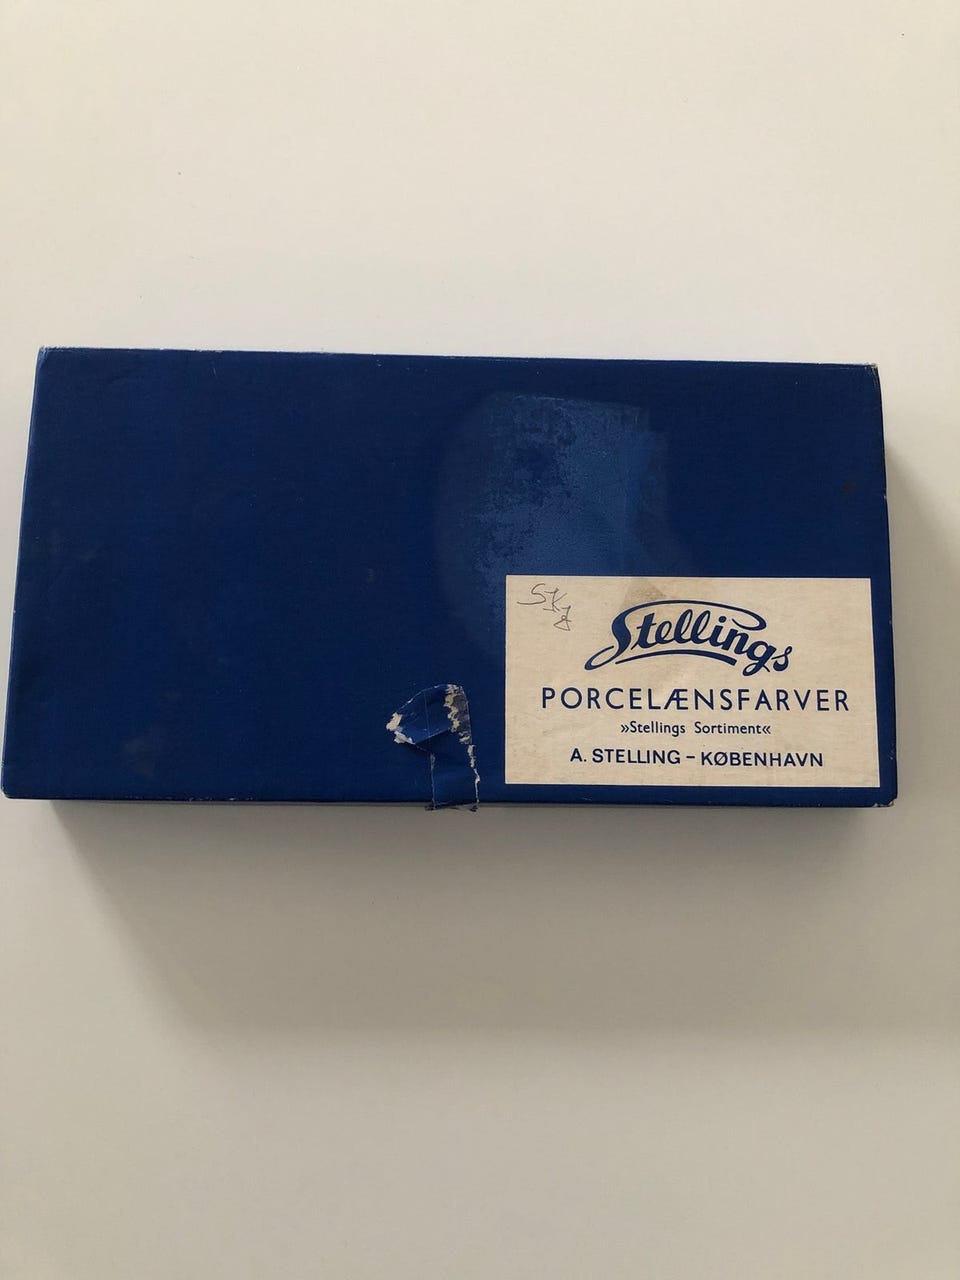 Stellings
PORCELÆNSFARVER
»Stellings Sortiment«
A. STELLING – KØBENHAVN